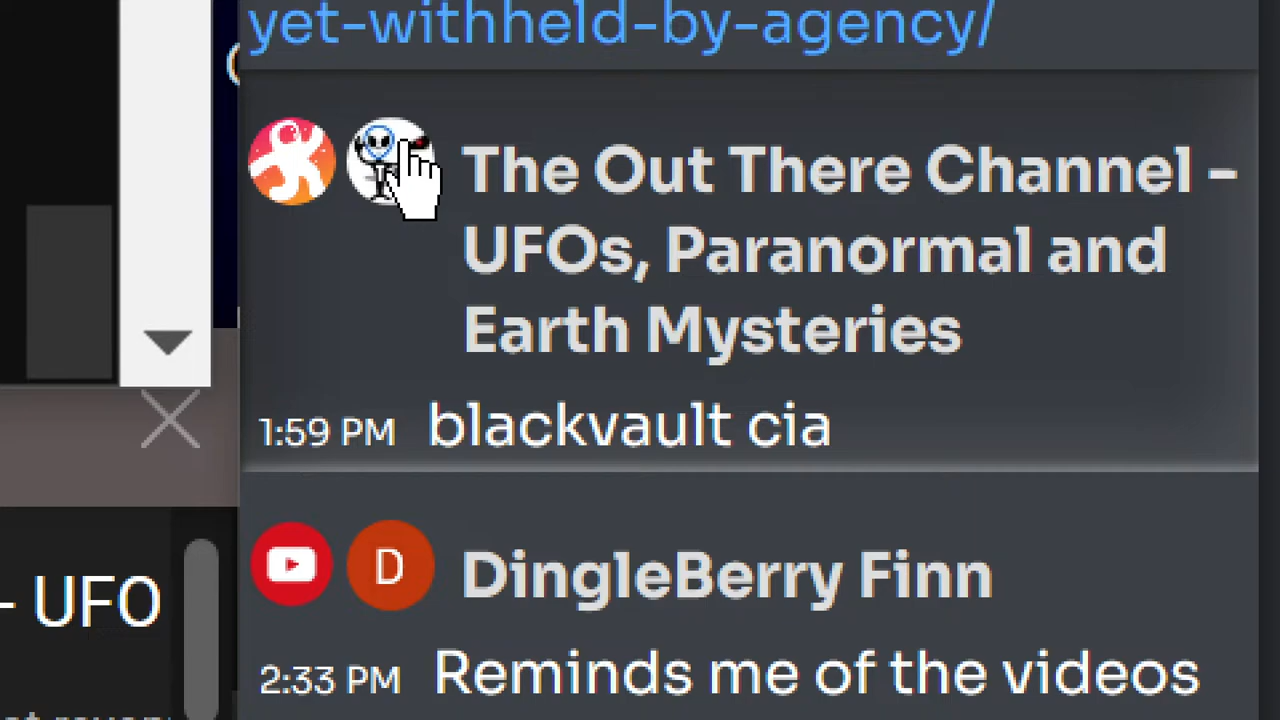 yet-withheld-by-agency/
The Out There Channel -
UFOs, Paranormal and
Earth Mysteries
1:59 PM blackvault cia
D DingleBerry Finn
- UFO
2:33 PM Reminds me of the videos